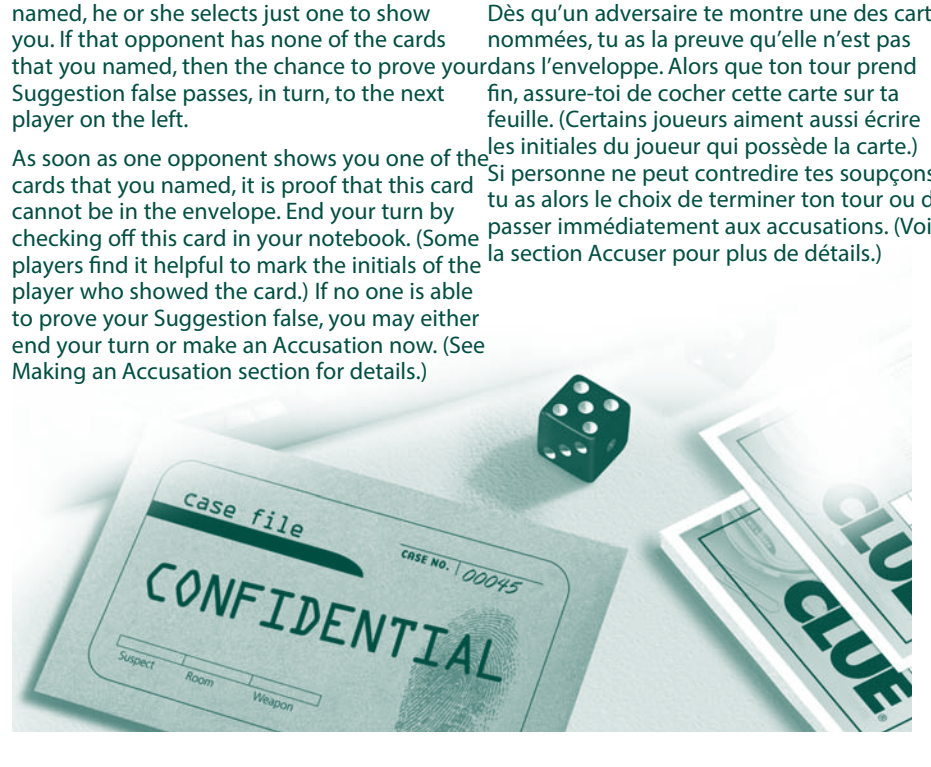 named, he or she selects just one to show
you. If that opponent has none of the cards
that you named, then the chance to prove your
Suggestion false passes, in turn, to the next
player on the left.
As soon as one opponent shows you one of the
cards that you named, it is proof that this card
cannot be in the envelope. End your turn by
checking off this card in your notebook. (Some
players find it helpful to mark the initials of the
player who showed the card.) If no one is able
to prove your Suggestion false, you may either
end your turn or make an Accusation now. (See
Making an Accusation section for details.)
Dès qu'un adversaire te montre une des cart
nommées, tu as la preuve qu'elle n'est pas
dans l'enveloppe. Alors que ton tour prend
fin, assure-toi de cocher cette carte sur ta
feuille. (Certains joueurs aiment aussi écrire
les initiales du joueur qui possède la carte.)
Si personne ne peut contredire tes soupçons
tu as alors le choix de terminer ton tour ou d
passer immédiatement aux accusations. (Voi
la section Accuser pour plus de détails.)
case file
CASE NO. 00045
CONFIDENTIAL
Suspect Room Weapon
CLUE
CLUE®